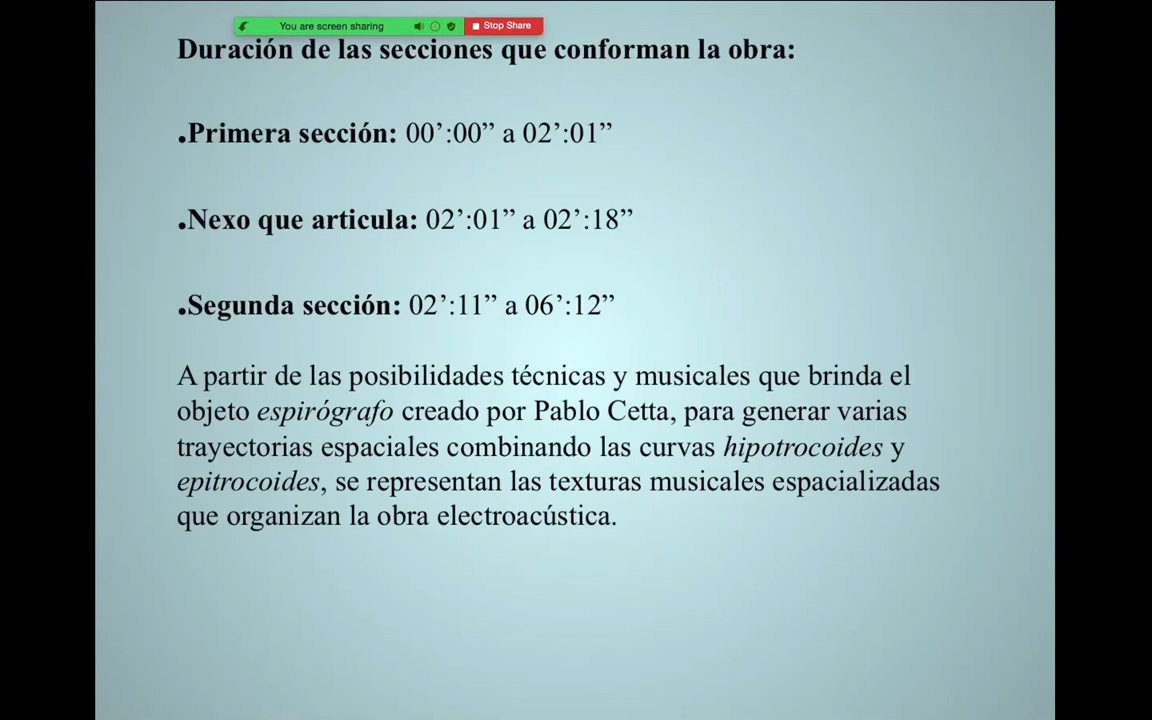 You are screen sharing
Stop Share
Duración de las secciones que conforman la obra:
.Primera sección: 00’:00” a 02’:01”
.Nexo que articula: 02’:01” a 02’:18”
.Segunda sección: 02’:11” a 06’:12”
A partir de las posibilidades técnicas y musicales que brinda el
objeto espirógrafo creado por Pablo Cetta, para generar varias
trayectorias espaciales combinando las curvas hipotrocoides y
epitrocoides, se representan las texturas musicales espacializadas
que organizan la obra electroacústica.